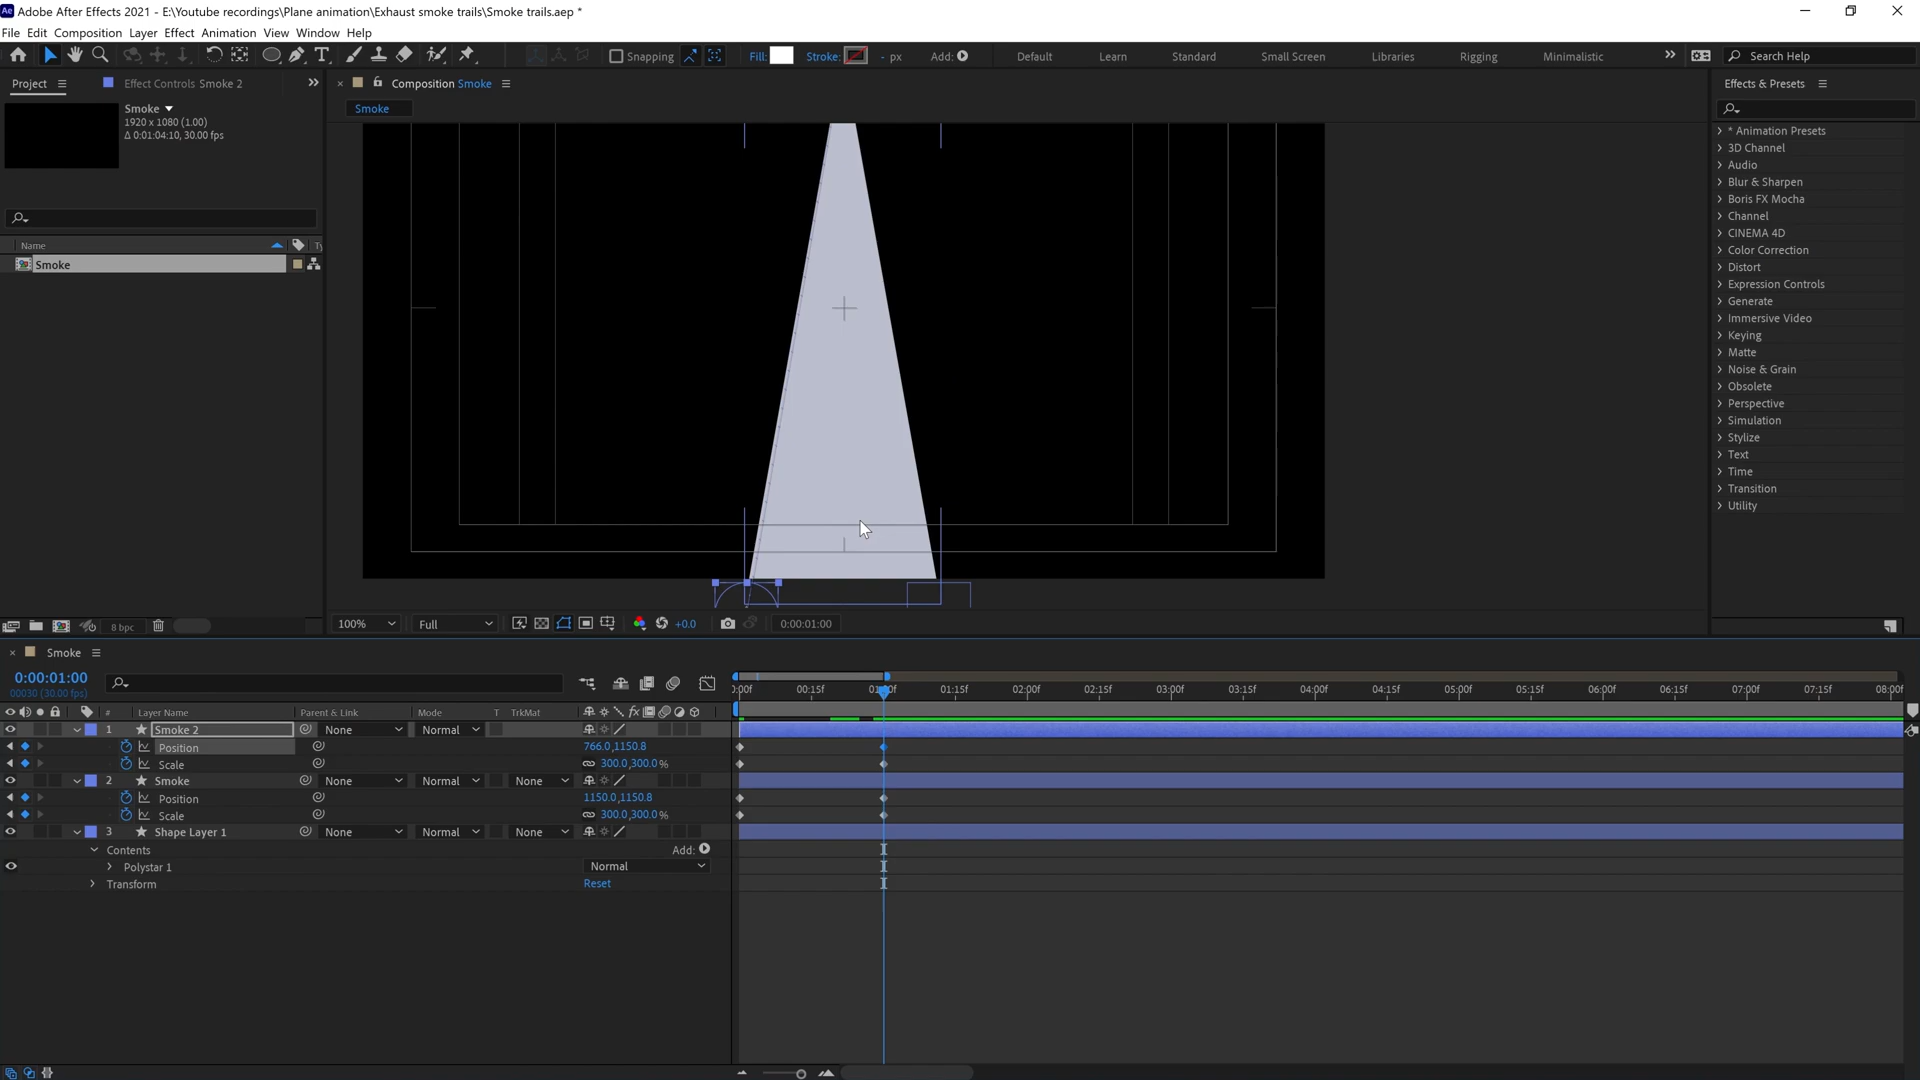 Adobe After Effects 2021 - E:\Youtube recordings\Plane animation\Exhaust smoke trails\Smoke trails.aep *
File Edit Composition Layer Effect Animation View Window Help
Snapping Fill: Stroke: - px Add: Default Learn Standard Small Screen Libraries Rigging Minimalistic Search Help
Project Effect Controls Smoke 2 Composition Smoke Effects & Presets
Smoke
1920 x 1080 (1.00)
Δ 0:01:04:10, 30.00 fps
Smoke
Name Ty
Smoke
* Animation Presets
3D Channel
Audio
Blur & Sharpen
Boris FX Mocha
Channel
CINEMA 4D
Color Correction
Distort
Expression Controls
Generate
Immersive Video
Keying
Matte
Noise & Grain
Obsolete
Perspective
Simulation
Stylize
Text
Time
Transition
Utility
8 bpc 100% Full +0.0 0:00:01:00
Smoke
0:00:01:00
00030 (30.00 fps)
:00f 00:15f 01:00f 01:15f 02:00f 02:15f 03:00f 03:15f 04:00f 04:15f 05:00f 05:15f 06:00f 06:15f 07:00f 07:15f 08:00f
# Layer Name Parent & Link Mode T TrkMat
1 Smoke 2 None Normal
Position 766.0,1150.8
Scale 300.0,300.0%
2 Smoke None Normal None
Position 1150.0,1150.8
Scale 300.0,300.0%
3 Shape Layer 1 None Normal None
Contents Add:
Polystar 1 Normal
Transform Reset